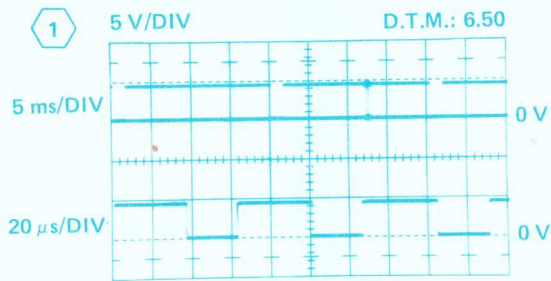 1 5 V/DIV D.T.M.: 6.50
5 ms/DIV 0 V
20 μs/DIV 0 V